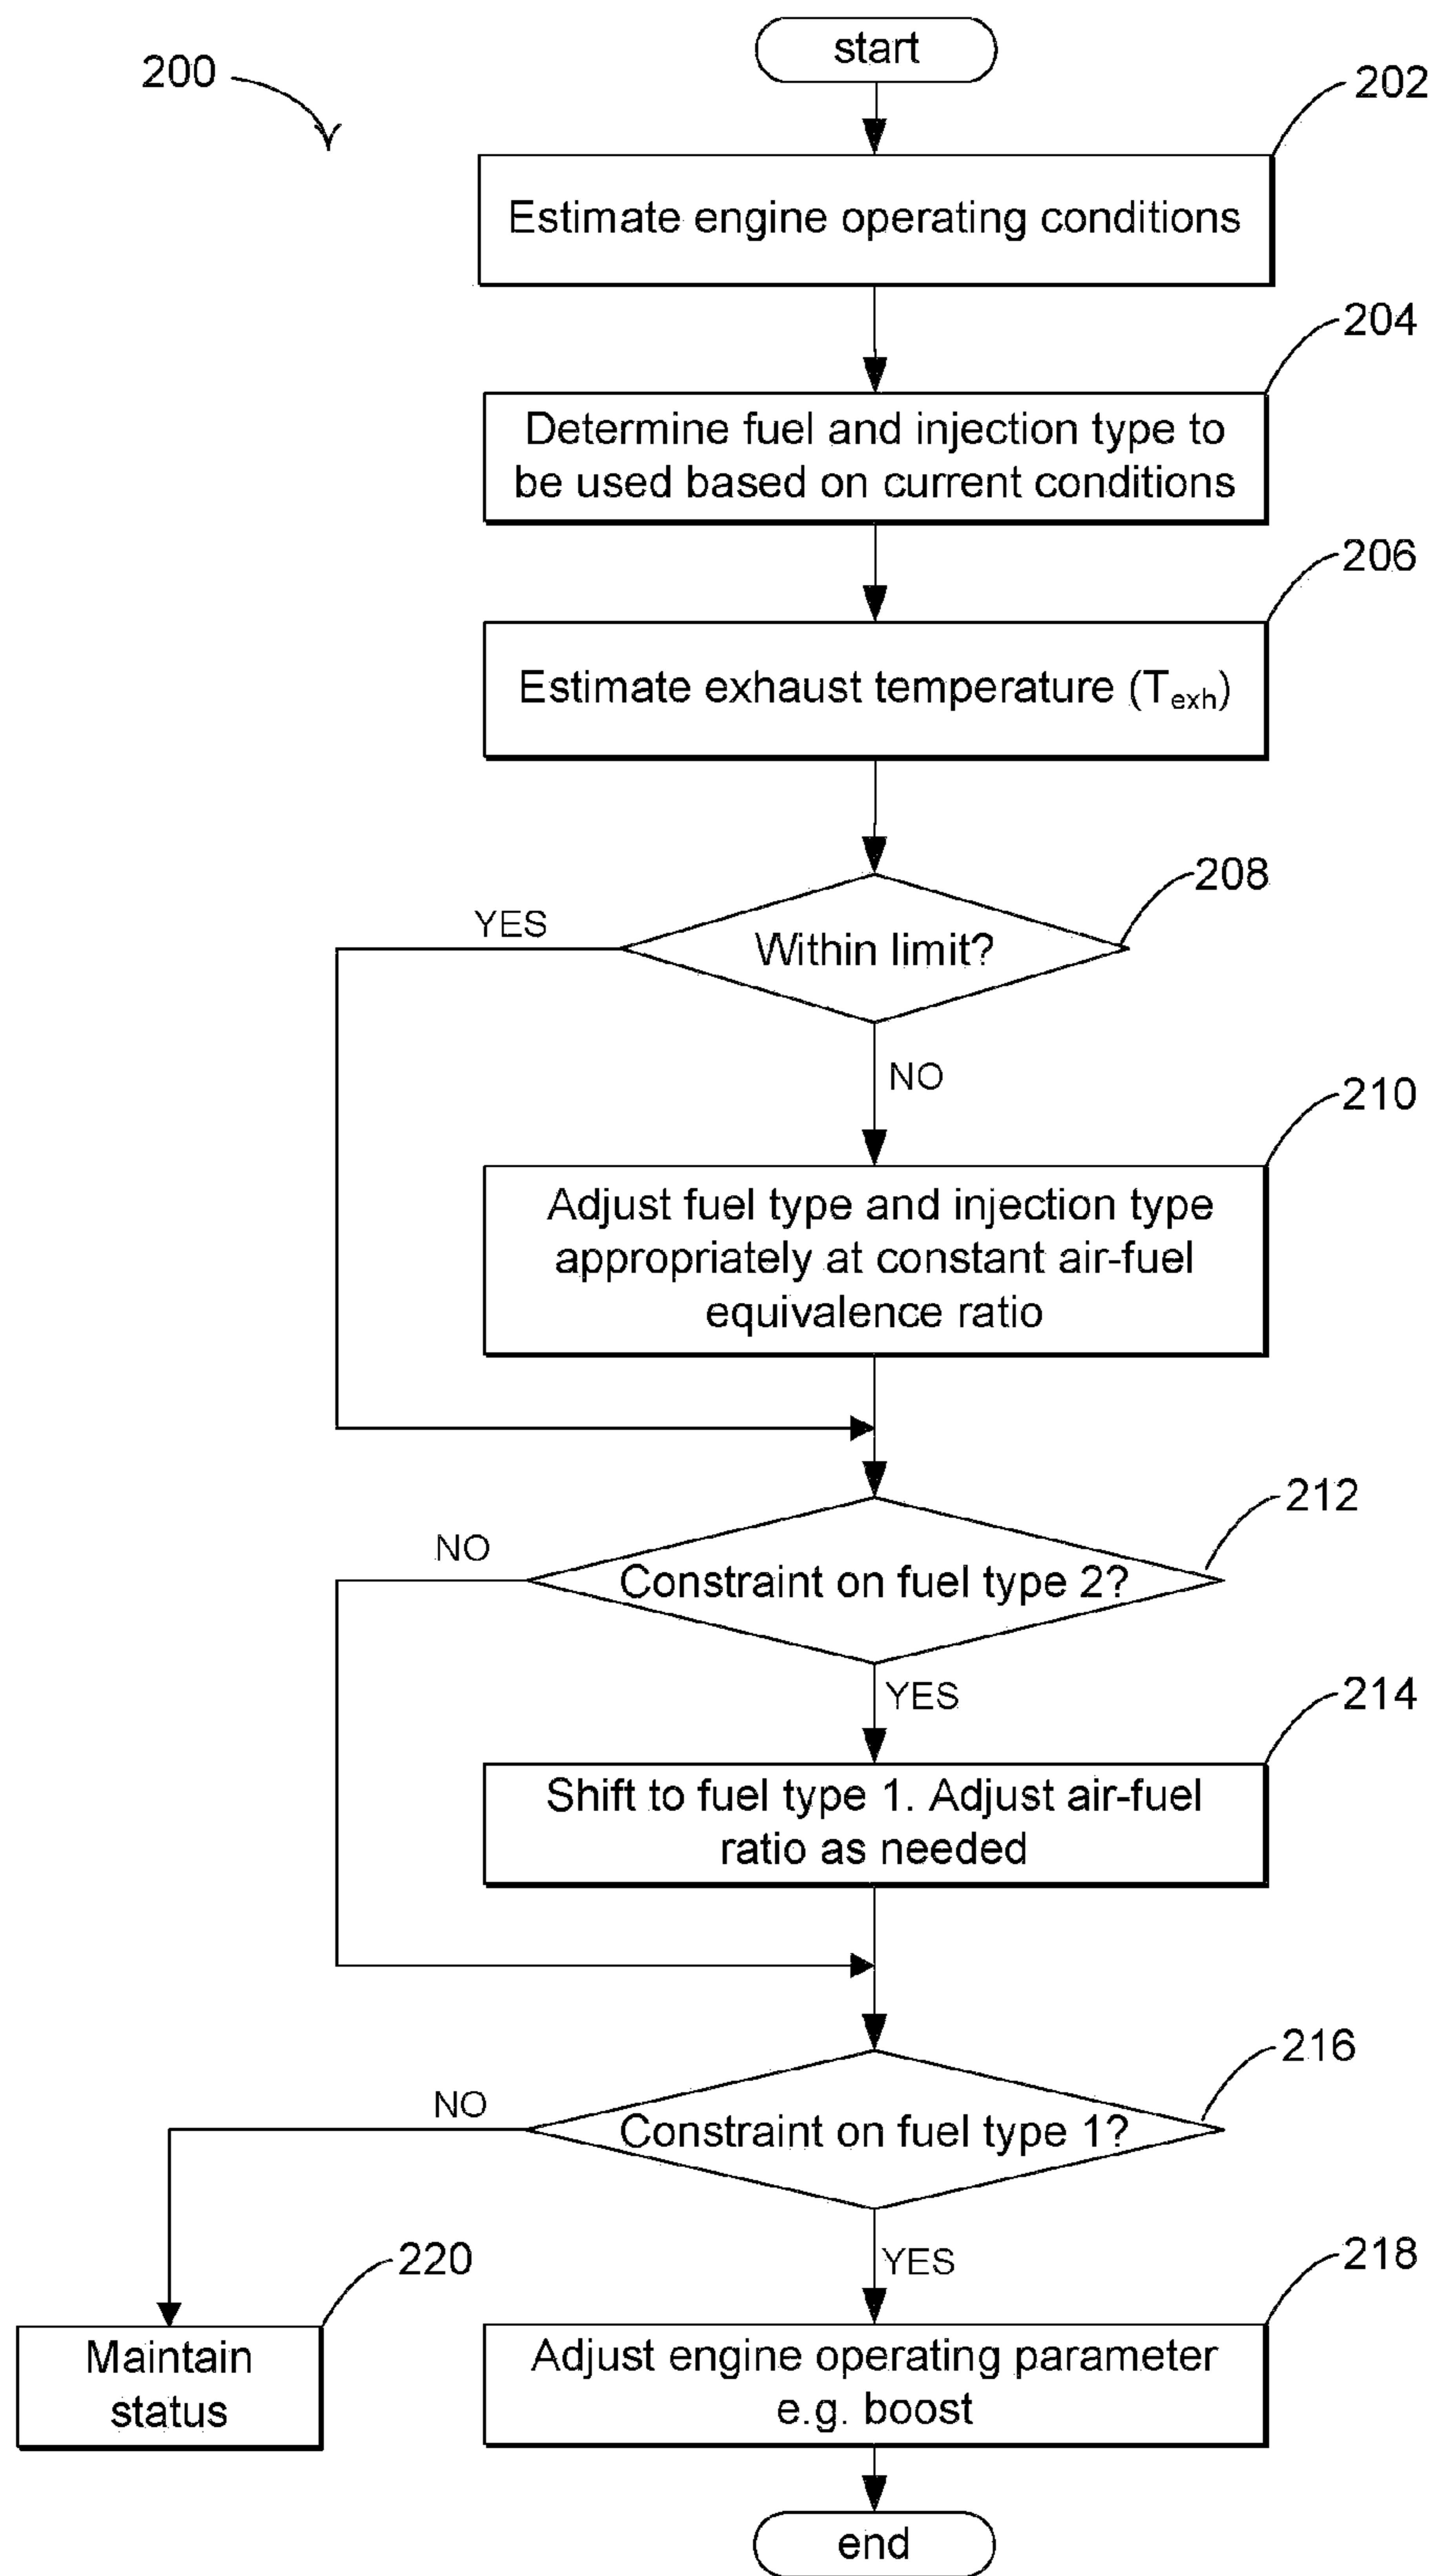 start
200
202
Estimate engine operating conditions
204
Determine fuel and injection type to
be used based on current conditions
206
Estimate exhaust temperature (Texh)
208
YES
Within limit?
NO
210
Adjust fuel type and injection type
appropriately at constant air-fuel
equivalence ratio
212
NO
Constraint on fuel type 2?
YES
214
Shift to fuel type 1. Adjust air-fuel
ratio as needed
216
NO
Constraint on fuel type 1?
YES
220
218
Maintain
status
Adjust engine operating parameter
e.g. boost
end